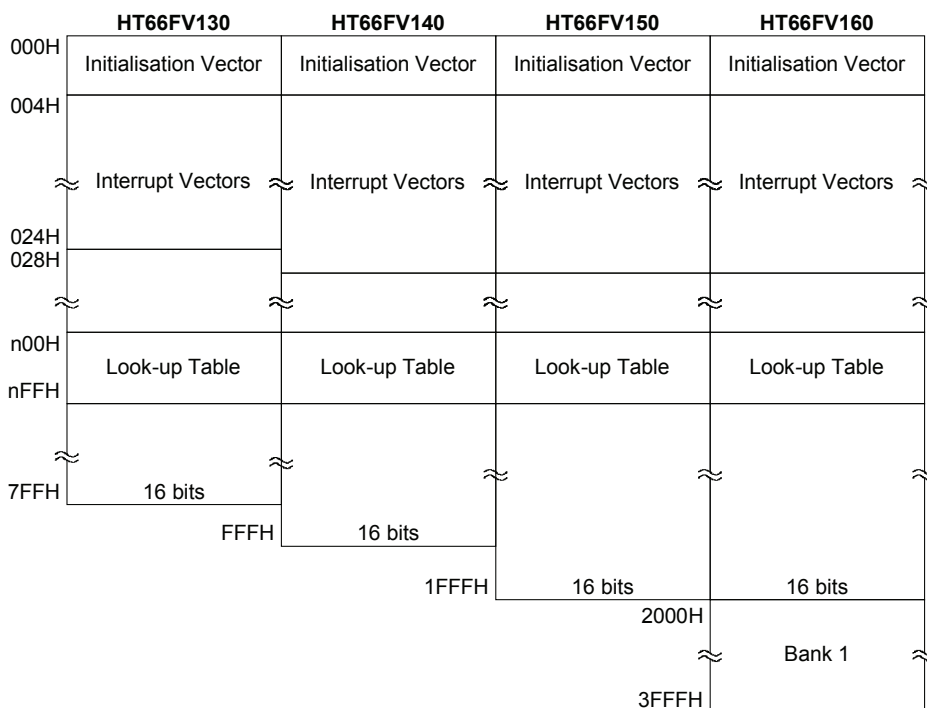 HT66FV130 HT66FV140 HT66FV150 HT66FV160
000H
Initialisation Vector Initialisation Vector Initialisation Vector Initialisation Vector
004H
Interrupt Vectors Interrupt Vectors Interrupt Vectors Interrupt Vectors
024H
028H
n00H
Look-up Table Look-up Table Look-up Table Look-up Table
nFFH
7FFH 16 bits
FFFH 16 bits
1FFFH 16 bits 16 bits
2000H
Bank 1
3FFFH